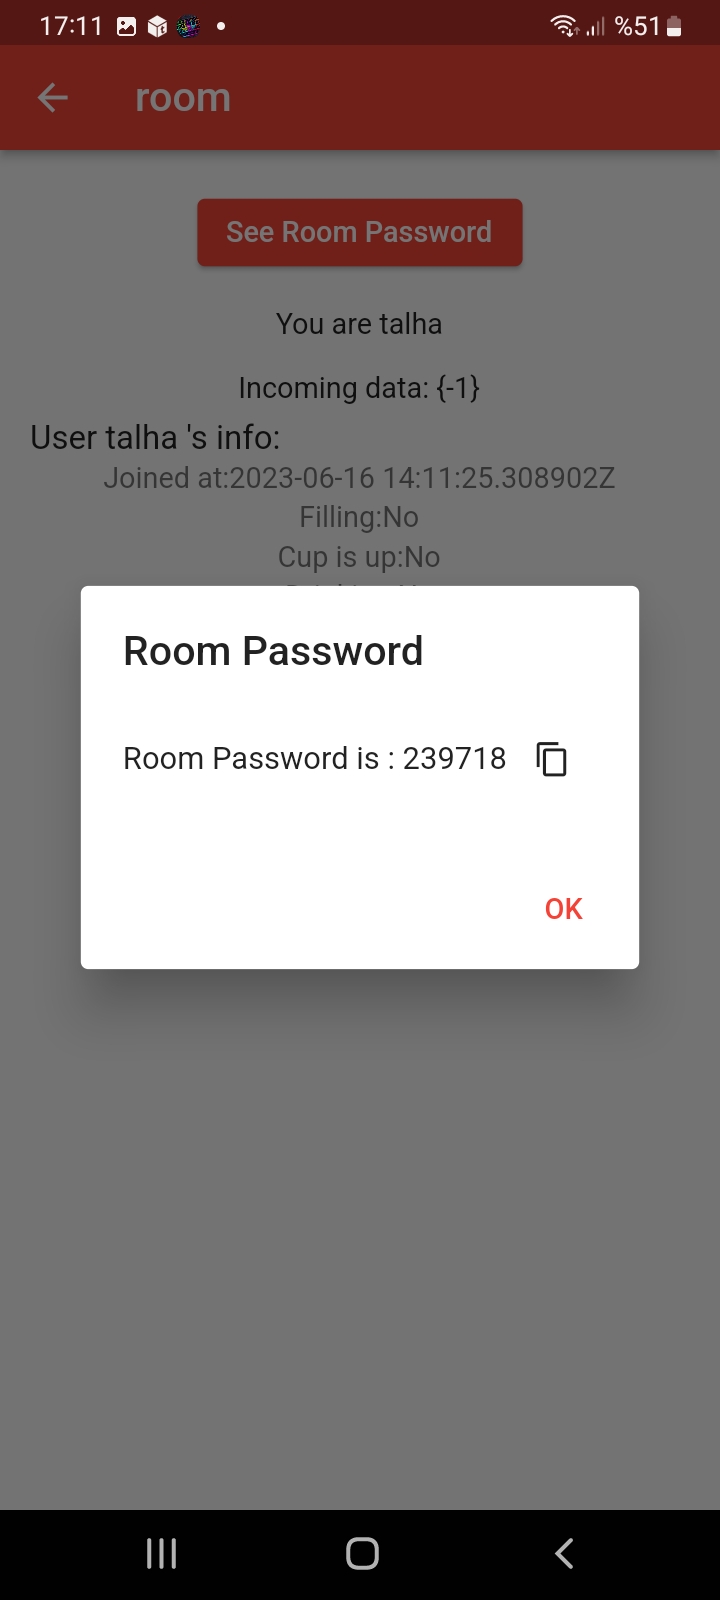 17:11 %51
room
See Room Password
You are talha
Incoming data: {-1}
User talha 's info:
Joined at:2023-06-16 14:11:25.308902Z
Filling:No
Cup is up:No
Room Password
Room Password is : 239718
OK